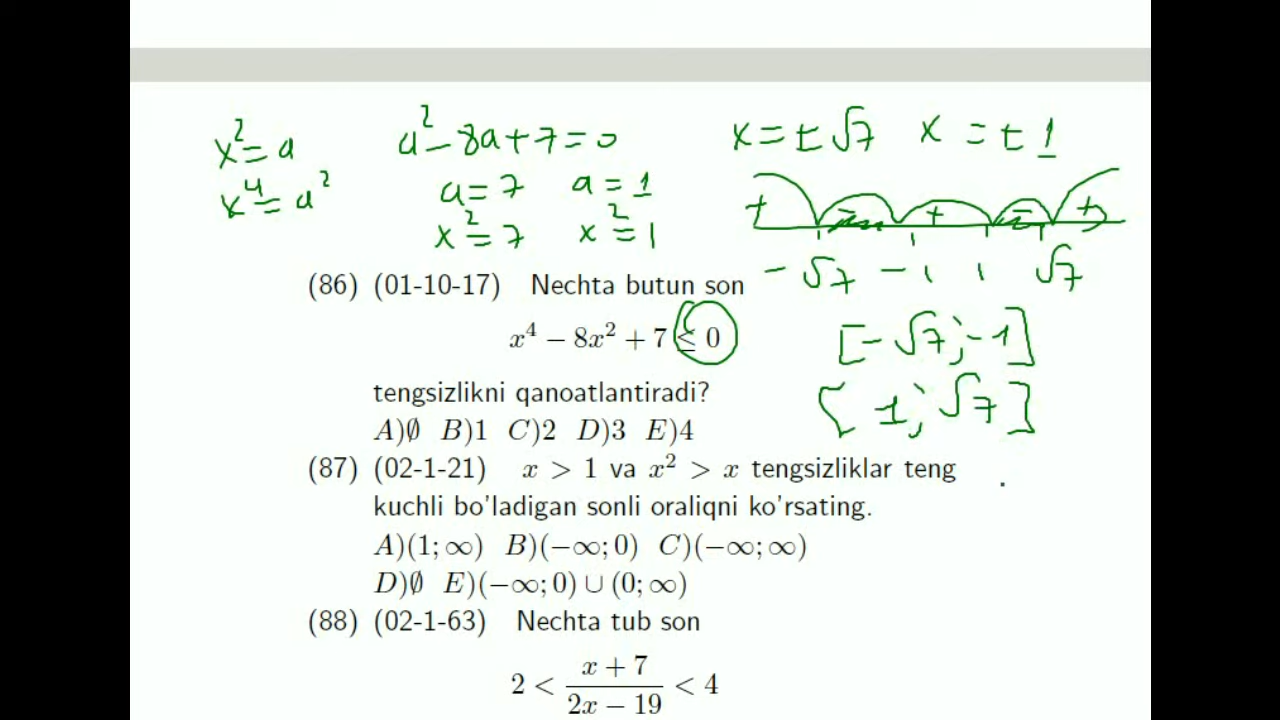 x² = a a² - 8a + 7 = 0 x = ± √7 x = ± 1
x⁴ = a² a = 7 a = 1
x² = 7 x² = 1
+ - + - +
-√7 -1 1 √7
(86) (01-10-17) Nechta butun son
x⁴ − 8x² + 7 ≤ 0
[-√7; -1]
[1; √7]
tengsizlikni qanoatlantiradi?
A)∅ B)1 C)2 D)3 E)4
(87) (02-1-21) x > 1 va x² > x tengsizliklar teng
kuchli bo'ladigan sonli oraliqni ko'rsating.
A)(1; ∞) B)(−∞; 0) C)(−∞; ∞)
D)∅ E)(−∞; 0) ∪ (0; ∞)
(88) (02-1-63) Nechta tub son
2 < (x + 7)/(2x − 19) < 4